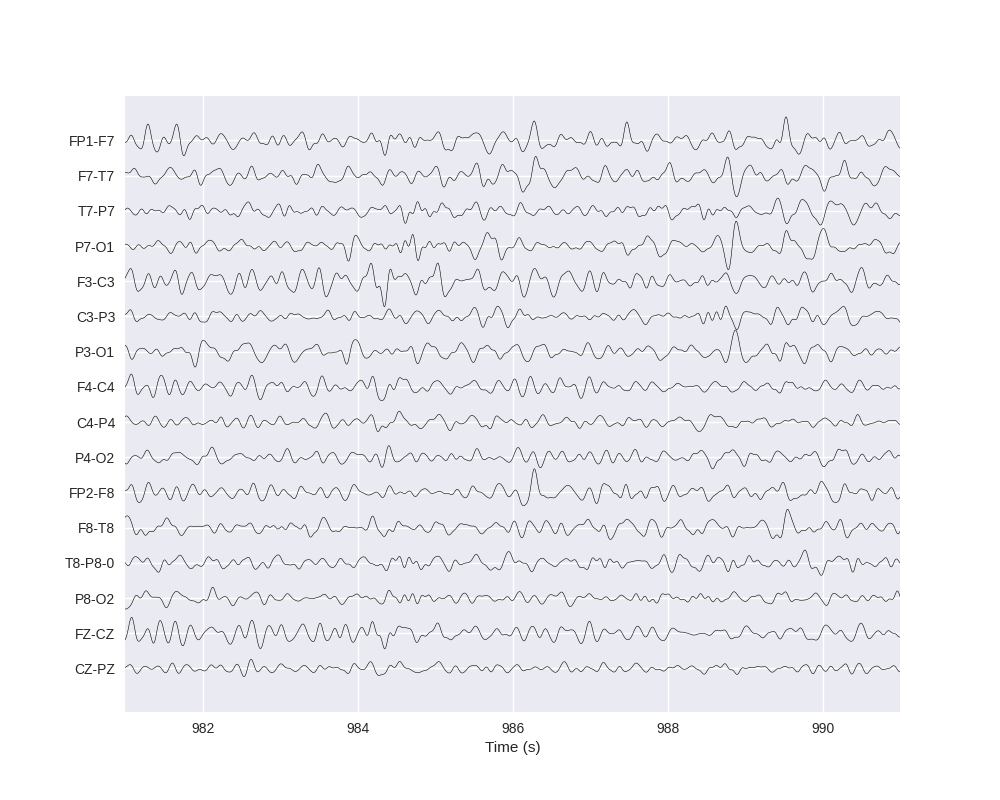 FP1-F7
F7-T7
T7-P7
P7-O1
F3-C3
C3-P3
P3-O1
F4-C4
C4-P4
P4-O2
FP2-F8
F8-T8
T8-P8-0
P8-O2
FZ-CZ
CZ-PZ
982 984 986 988 990
Time (s)